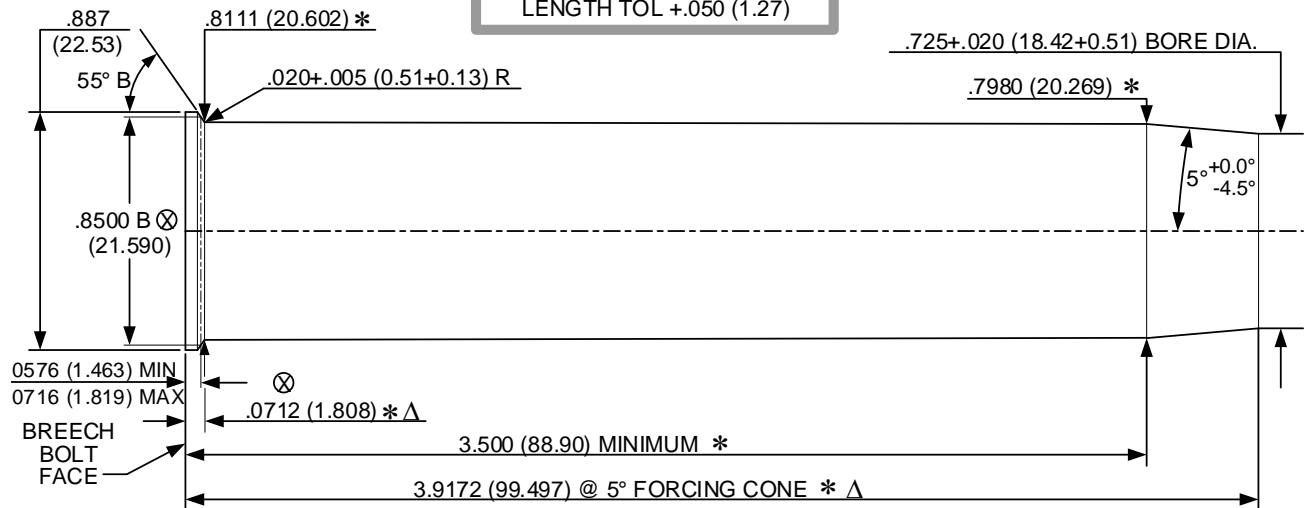 LENGTH TOL +.050 (1.27)
.887
(22.53)
.8111 (20.602) *
.725+.020 (18.42+0.51) BORE DIA.
55° B
.020+.005 (0.51+0.13) R
.7980 (20.269) *
5° +0.0°
-4.5°
.8500 B ⓧ
(21.590)
0576 (1.463) MIN
0716 (1.819) MAX
ⓧ
.0712 (1.808) * Δ
BREECH
BOLT
FACE
3.500 (88.90) MINIMUM *
3.9172 (99.497) @ 5° FORCING CONE * Δ